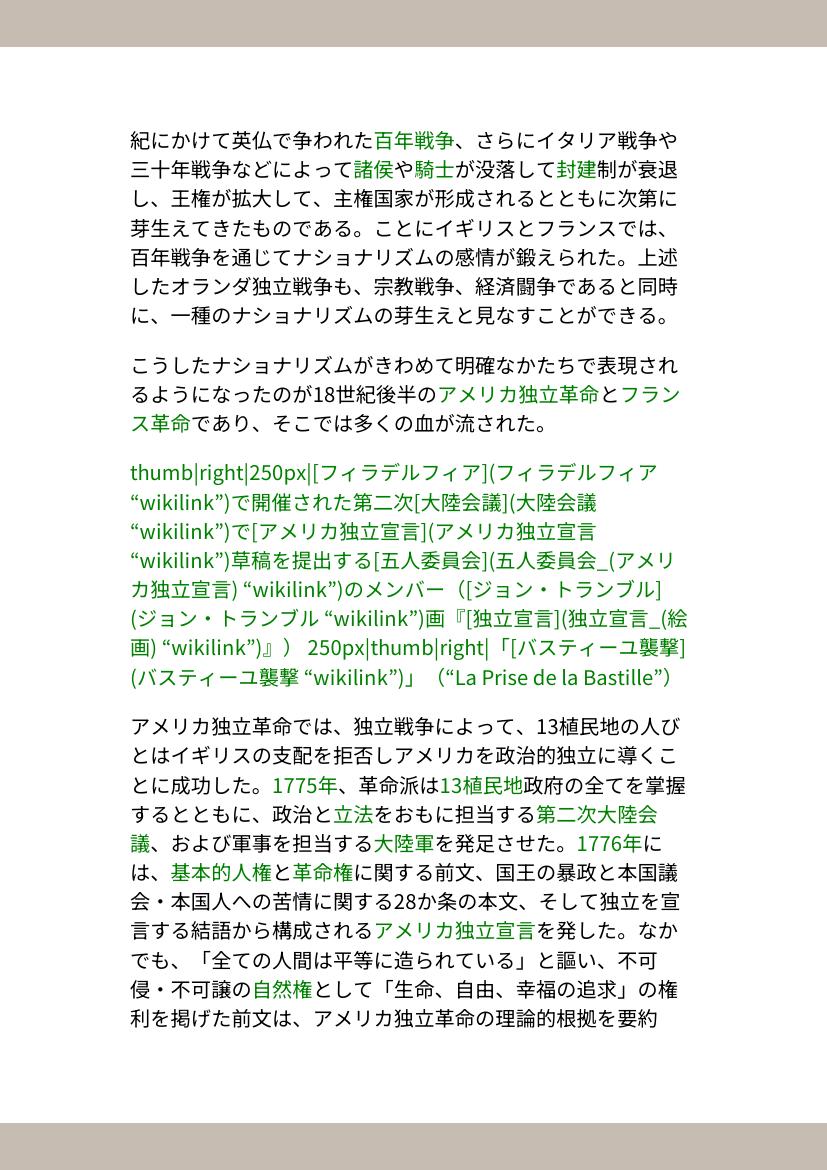 紀にかけて英仏で争われた百年戦争、さらにイタリア戦争や
三十年戦争などによって諸侯や騎士が没落して封建制が衰退
し、王権が拡大して、主権国家が形成されるとともに次第に
芽生えてきたものである。ことにイギリスとフランスでは、
百年戦争を通じてナショナリズムの感情が鍛えられた。上述
したオランダ独立戦争も、宗教戦争、経済闘争であると同時
に、一種のナショナリズムの芽生えと見なすことができる。
こうしたナショナリズムがきわめて明確なかたちで表現され
るようになったのが18世紀後半のアメリカ独立革命とフラン
ス革命であり、そこでは多くの血が流された。
thumb|right|250px|[フィラデルフィア](フィラデルフィア
“wikilink”)で開催された第二次[大陸会議](大陸会議
“wikilink”)で[アメリカ独立宣言](アメリカ独立宣言
“wikilink”)草稿を提出する[五人委員会](五人委員会_(アメリ
カ独立宣言) “wikilink”)のメンバー（[ジョン・トランブル]
(ジョン・トランブル “wikilink”)画『[独立宣言](独立宣言_(絵
画) “wikilink”)』） 250px|thumb|right|「[バスティーユ襲撃]
(バスティーユ襲撃 “wikilink”)」（“La Prise de la Bastille”）
アメリカ独立革命では、独立戦争によって、13植民地の人び
とはイギリスの支配を拒否しアメリカを政治的独立に導くこ
とに成功した。1775年、革命派は13植民地政府の全てを掌握
するとともに、政治と立法をおもに担当する第二次大陸会
議、および軍事を担当する大陸軍を発足させた。1776年に
は、基本的人権と革命権に関する前文、国王の暴政と本国議
会・本国人への苦情に関する28か条の本文、そして独立を宣
言する結語から構成されるアメリカ独立宣言を発した。なか
でも、「全ての人間は平等に造られている」と謳い、不可
侵・不可譲の自然権として「生命、自由、幸福の追求」の権
利を掲げた前文は、アメリカ独立革命の理論的根拠を要約